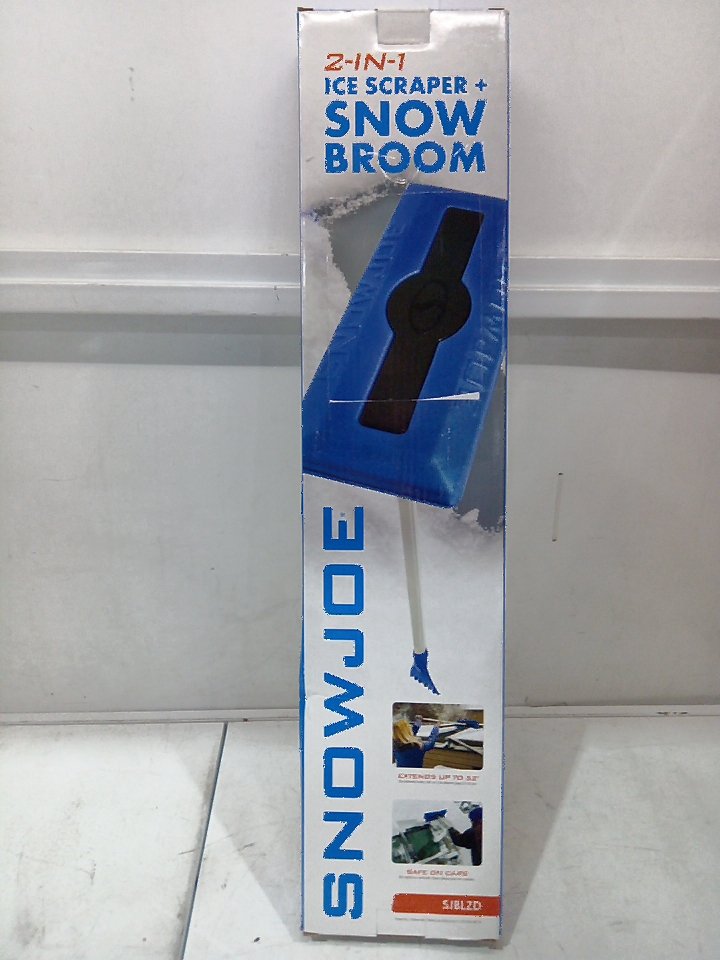 2-IN-1
ICE SCRAPER +
SNOW
BROOM
SNOWJOE
EXTENDS UP TO 52"
SAFE ON CARS
SJBLZD